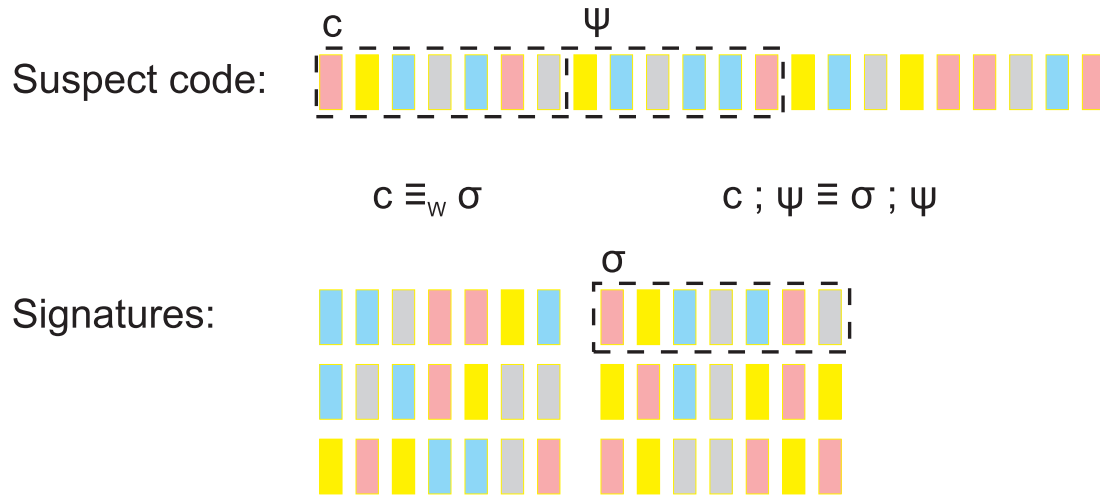 c ψ
Suspect code:
c ≡w σ c ; ψ ≡ σ ; ψ
σ
Signatures: